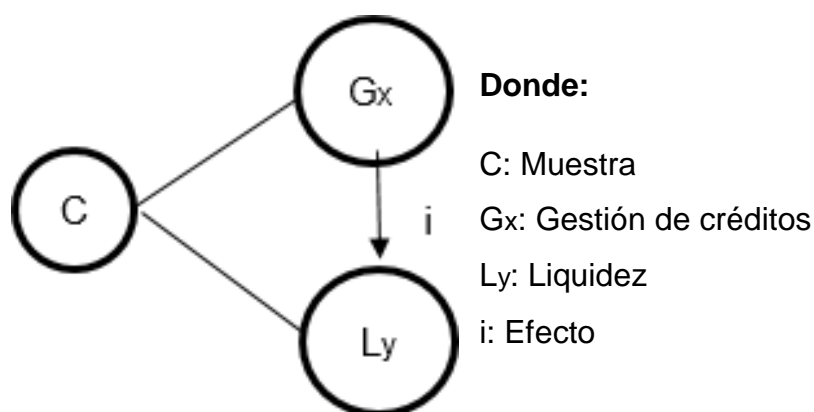 Gx
Donde:
C: Muestra
C
Gx: Gestión de créditos
i
Ly: Liquidez
i: Efecto
Ly